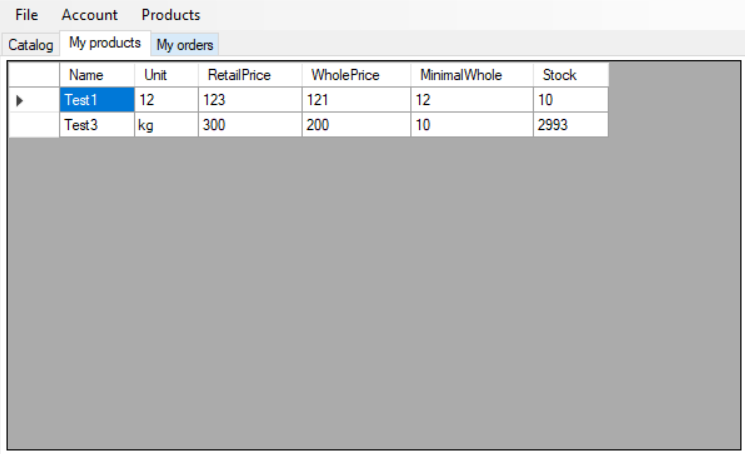 File Account Products
Catalog My products My orders
Name Unit RetailPrice WholePrice MinimalWhole Stock
Test1 12 123 121 12 10
Test3 kg 300 200 10 2993